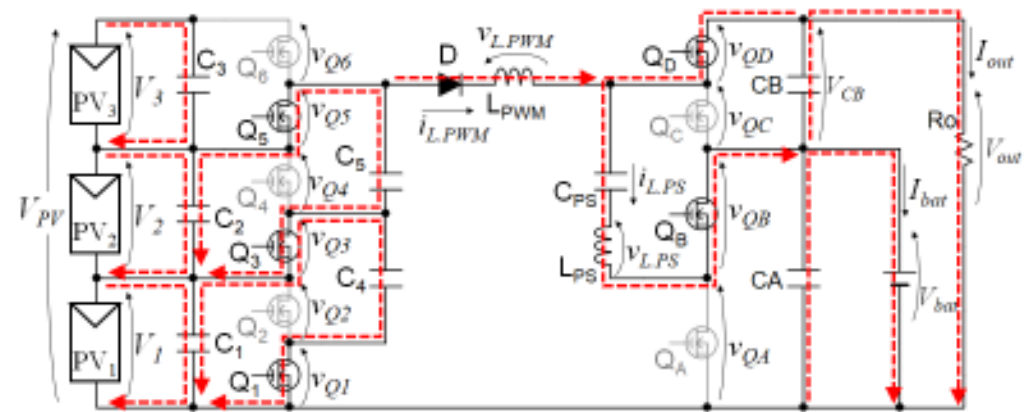 V_PV
PV_3
V_3
C_3
Q_6
v_Q6
Q_5
v_Q5
PV_2
V_2
C_2
Q_4
v_Q4
Q_3
v_Q3
C_5
PV_1
V_1
C_1
Q_2
v_Q2
Q_1
v_Q1
C_4
D
v_L.PWM
L_PWM
i_L.PWM
Q_D
v_QD
Q_C
v_QC
C_PS
i_L.PS
Q_B
v_QB
L_PS
v_L.PS
Q_A
v_QA
CB
V_CB
CA
I_out
Ro
V_out
I_bat
V_bat